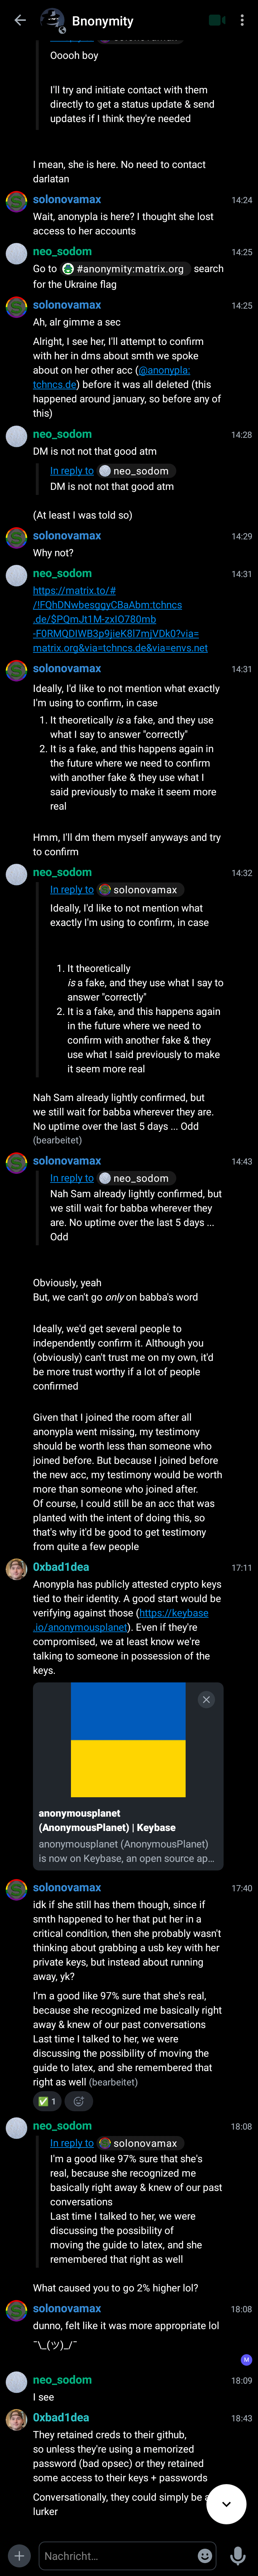 Bnonymity
Ooooh boy
I'll try and initiate contact with them
directly to get a status update & send
updates if I think they're needed
I mean, she is here. No need to contact
darlatan
solonovamax 14:24
Wait, anonypla is here? I thought she lost
access to her accounts
neo_sodom 14:25
Go to #anonymity:matrix.org search
for the Ukraine flag
solonovamax 14:25
Ah, alr gimme a sec
Alright, I see her, I'll attempt to confirm
with her in dms about smth we spoke
about on her other acc (@anonypla:
tchncs.de) before it was all deleted (this
happened around january, so before any of
this)
neo_sodom 14:28
DM is not not that good atm
In reply to neo_sodom
DM is not not that good atm
(At least I was told so)
solonovamax 14:29
Why not?
neo_sodom 14:31
https://matrix.to/#
/!FQhDNwbesggyCBaAbm:tchncs
.de/$PQmJt1M-zxIO780mb
-F0RMQDIWB3p9jieK8I7mjVDk0?via=
matrix.org&via=tchncs.de&via=envs.net
solonovamax 14:31
Ideally, I'd like to not mention what exactly
I'm using to confirm, in case
1. It theoretically is a fake, and they use
what I say to answer "correctly"
2. It is a fake, and this happens again in
the future where we need to confirm
with another fake & they use what I
said previously to make it seem more
real
Hmm, I'll dm them myself anyways and try
to confirm
neo_sodom 14:32
In reply to solonovamax
Ideally, I'd like to not mention what
exactly I'm using to confirm, in case
1. It theoretically
is a fake, and they use what I say to
answer "correctly"
2. It is a fake, and this happens again
in the future where we need to
confirm with another fake & they
use what I said previously to make
it seem more real
Nah Sam already lightly confirmed, but
we still wait for babba wherever they are.
No uptime over the last 5 days ... Odd
(bearbeitet)
solonovamax 14:43
In reply to neo_sodom
Nah Sam already lightly confirmed, but
we still wait for babba wherever they
are. No uptime over the last 5 days ...
Odd
Obviously, yeah
But, we can't go only on babba's word
Ideally, we'd get several people to
independently confirm it. Although you
(obviously) can't trust me on my own, it'd
be more trust worthy if a lot of people
confirmed
Given that I joined the room after all
anonypla went missing, my testimony
should be worth less than someone who
joined before. But because I joined before
the new acc, my testimony would be worth
more than someone who joined after.
Of course, I could still be an acc that was
planted with the intent of doing this, so
that's why it'd be good to get testimony
from quite a few people
0xbad1dea 17:11
Anonypla has publicly attested crypto keys
tied to their identity. A good start would be
verifying against those (https://keybase
.io/anonymousplanet). Even if they're
compromised, we at least know we're
talking to someone in possession of the
keys.
anonymousplanet
(AnonymousPlanet) | Keybase
anonymousplanet (AnonymousPlanet)
is now on Keybase, an open source ap...
solonovamax 17:40
idk if she still has them though, since if
smth happened to her that put her in a
critical condition, then she probably wasn't
thinking about grabbing a usb key with her
private keys, but instead about running
away, yk?
I'm a good like 97% sure that she's real,
because she recognized me basically right
away & knew of our past conversations
Last time I talked to her, we were
discussing the possibility of moving the
guide to latex, and she remembered that
right as well (bearbeitet)
✅ 1
neo_sodom 18:08
In reply to solonovamax
I'm a good like 97% sure that she's
real, because she recognized me
basically right away & knew of our past
conversations
Last time I talked to her, we were
discussing the possibility of
moving the guide to latex, and she
remembered that right as well
What caused you to go 2% higher lol?
solonovamax 18:08
dunno, felt like it was more appropriate lol
¯\_(ツ)_/¯
M
neo_sodom 18:09
I see
0xbad1dea 18:43
They retained creds to their github,
so unless they're using a memorized
password (bad opsec) or they retained
some access to their keys + passwords
Conversationally, they could simply be a
lurker
Nachricht...